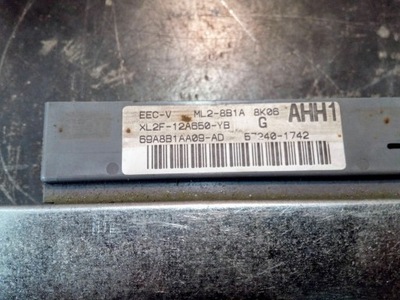 EEC-V ML2-8B1A 8K06 AHH1
XL2F-12A650-YB G
69A8B1AA09-AD 57240-1742